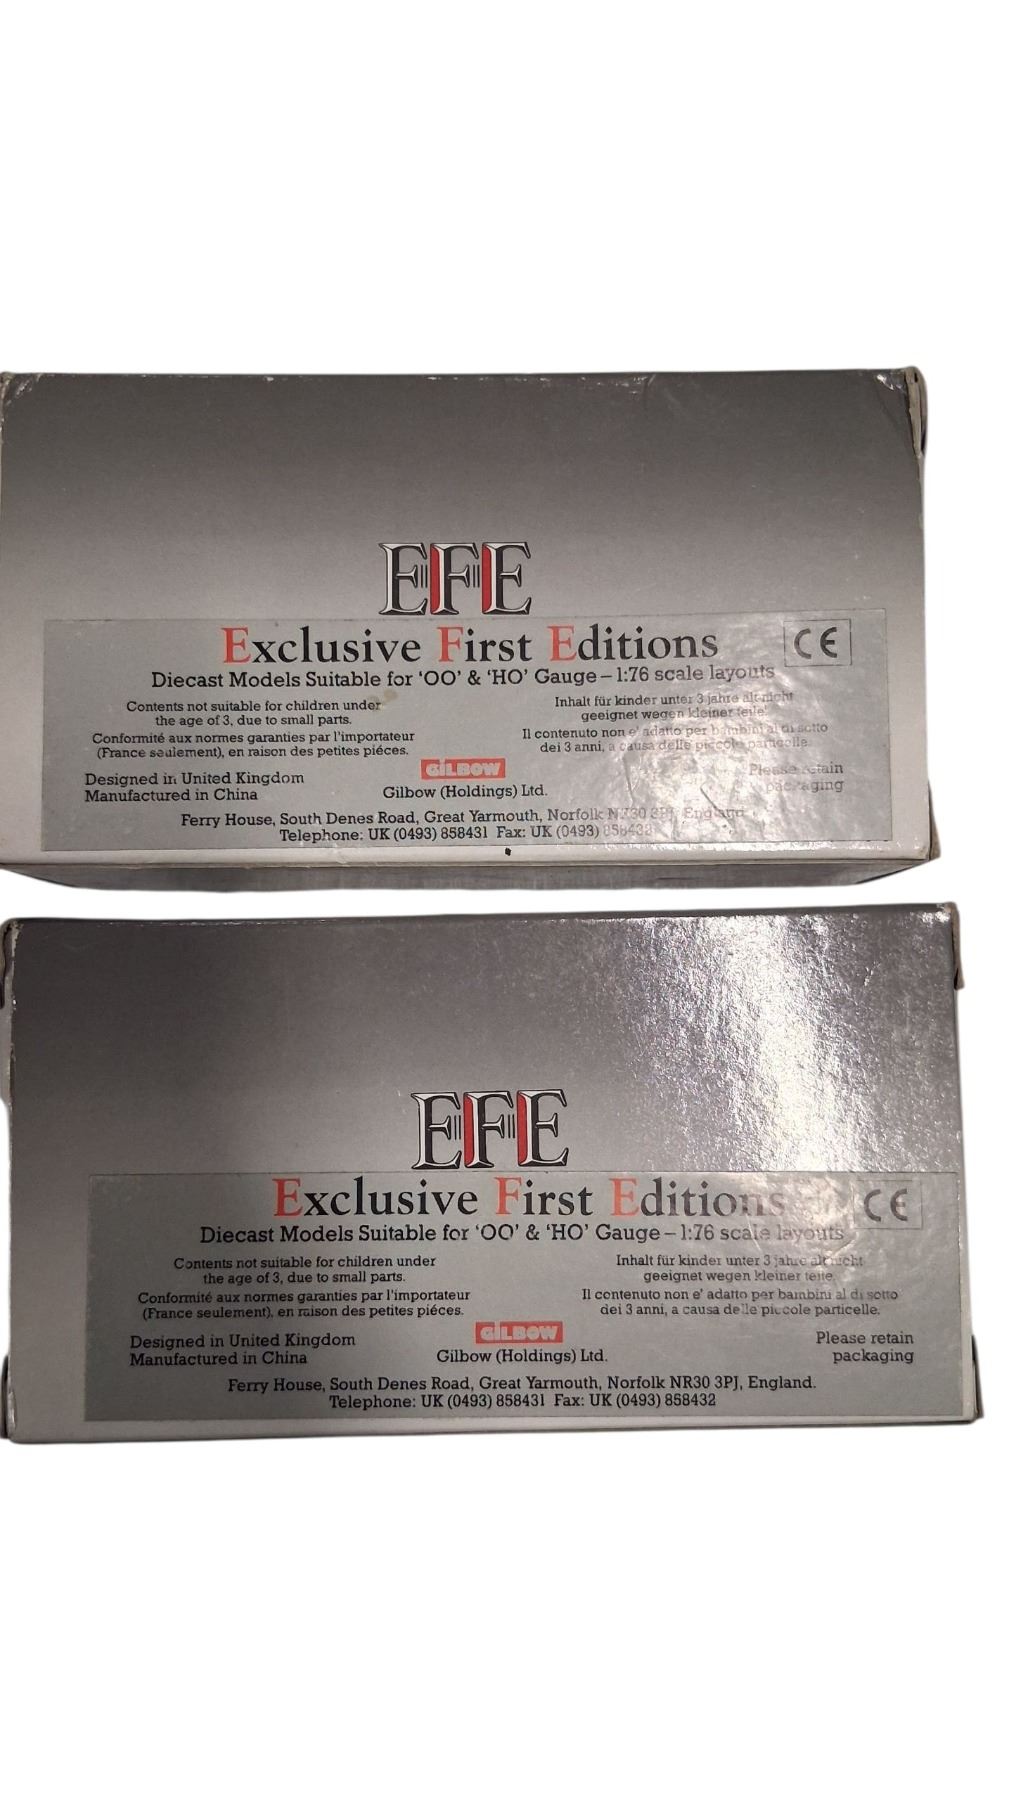 EFE
Exclusive First Editions
CE
Diecast Models Suitable for 'OO' & 'HO' Gauge – 1:76 scale layouts
Contents not suitable for children under
the age of 3, due to small parts.
Conformité aux normes garanties par l'importateur
(France seulement), en raison des petites piéces.
Inhalt für kinder unter 3 jahre alt nicht
geeignet wegen kleiner teile.
Il contenuto non e' adatto per bambini al di sotto
dei 3 anni, a causa delle piccole particelle.
Designed in United Kingdom
Manufactured in China
GILBOW
Gilbow (Holdings) Ltd.
Please retain
packaging
Ferry House, South Denes Road, Great Yarmouth, Norfolk NR30 3PJ, England.
Telephone: UK (0493) 858431 Fax: UK (0493) 858432
EFE
Exclusive First Editions
CE
Diecast Models Suitable for 'OO' & 'HO' Gauge – 1:76 scale layouts
Contents not suitable for children under
the age of 3, due to small parts.
Conformité aux normes garanties par l'importateur
(France seulement), en raison des petites piéces.
Inhalt für kinder unter 3 jahre alt nicht
geeignet wegen kleiner teile.
Il contenuto non e' adatto per bambini al di sotto
dei 3 anni, a causa delle piccole particelle.
Designed in United Kingdom
Manufactured in China
GILBOW
Gilbow (Holdings) Ltd.
Please retain
packaging
Ferry House, South Denes Road, Great Yarmouth, Norfolk NR30 3PJ, England.
Telephone: UK (0493) 858431 Fax: UK (0493) 858432